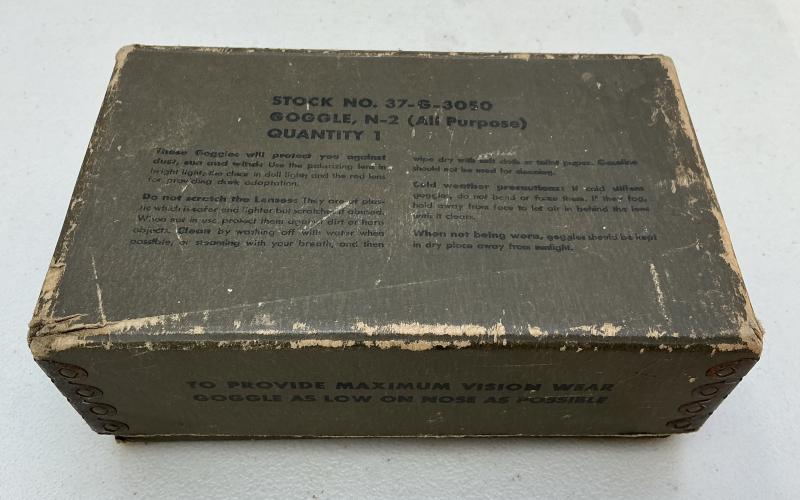 STOCK NO. 37-G-3050
GOGGLE, N-2 (All Purpose)
QUANTITY 1
These Goggles will protect you against
dust, sun and wind: Use the polarizing lens in
bright light, the clear in dull light and the red lens
for providing dark adaptation.
Do not scratch the Lenses: They are of plas-
tic which is safer and lighter but scratches if abused.
When not in use, protect them against dirt or hard
objects. Clean by washing off with water when
possible, or steaming with your breath, and then
wipe dry with soft cloth or toilet paper. Gasoline
should not be used for cleaning.
Cold weather precautions: If cold stiffens
goggles, do not bend or force them. If they fog,
hold away from face to let air in behind the lens
until it clears.
When not being worn, goggles should be kept
in dry place away from sunlight.
TO PROVIDE MAXIMUM VISION WEAR
GOGGLE AS LOW ON NOSE AS POSSIBLE